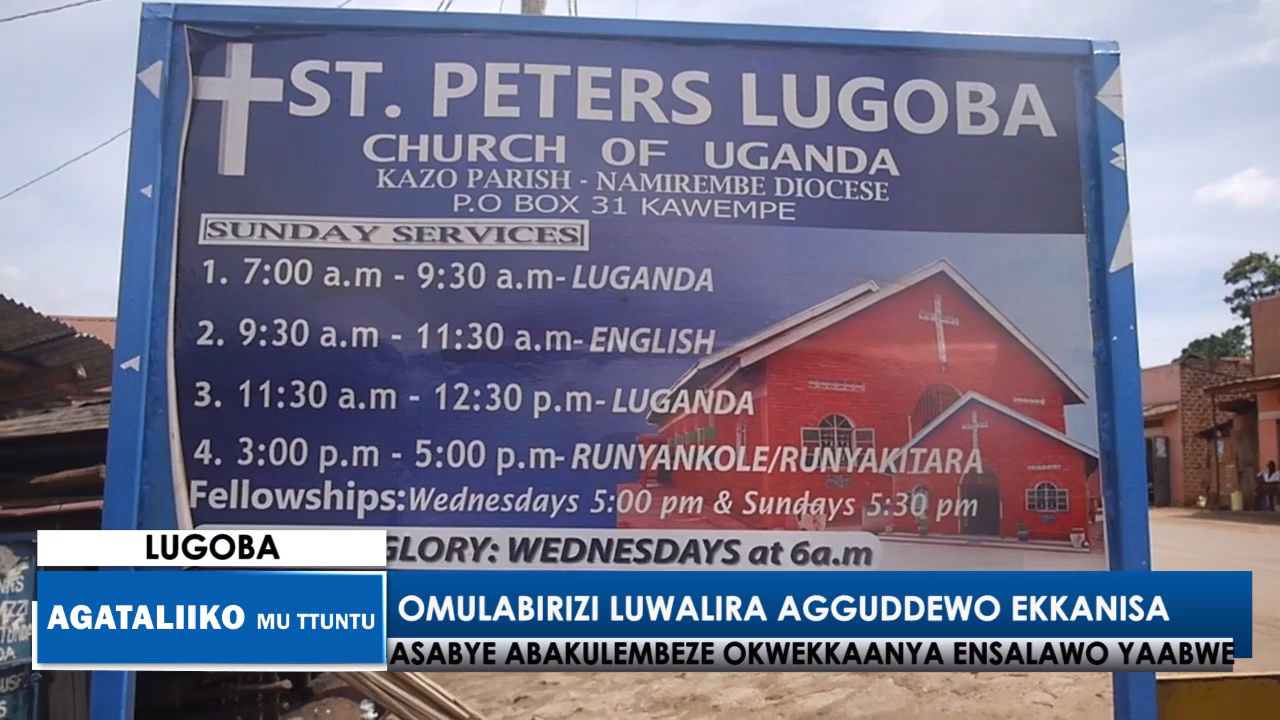 ST. PETERS LUGOBA
CHURCH OF UGANDA
KAZO PARISH - NAMIREMBE DIOCESE
P.O BOX 31 KAWEMPE
SUNDAY SERVICES
1. 7:00 a.m - 9:30 a.m- LUGANDA
2. 9:30 a.m - 11:30 a.m- ENGLISH
3. 11:30 a.m - 12:30 p.m- LUGANDA
4. 3:00 p.m - 5:00 p.m- RUNYANKOLE/RUNYAKITARA
Fellowships: Wednesdays 5:00 pm & Sundays 5:30 pm
GLORY: WEDNESDAYS at 6a.m
LUGOBA
AGATALIIKO MU TTUNTU
OMULABIRIZI LUWALIRA AGGUDDEWO EKKANISA
ASABYE ABAKULEMBEZE OKWEKKAANYA ENSALAWO YAABWE